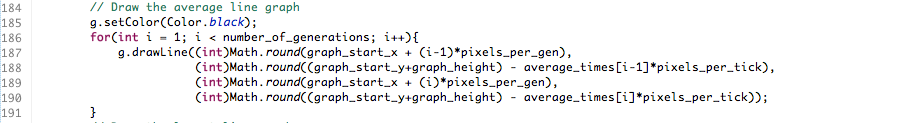 184 // Draw the average line graph
185 g.setColor(Color.black);
186 for(int i = 1; i < number_of_generations; i++){
187 g.drawLine((int)Math.round(graph_start_x + (i-1)*pixels_per_gen),
188 (int)Math.round((graph_start_y+graph_height) - average_times[i-1]*pixels_per_tick),
189 (int)Math.round(graph_start_x + (i)*pixels_per_gen),
190 (int)Math.round((graph_start_y+graph_height) - average_times[i]*pixels_per_tick));
191 }